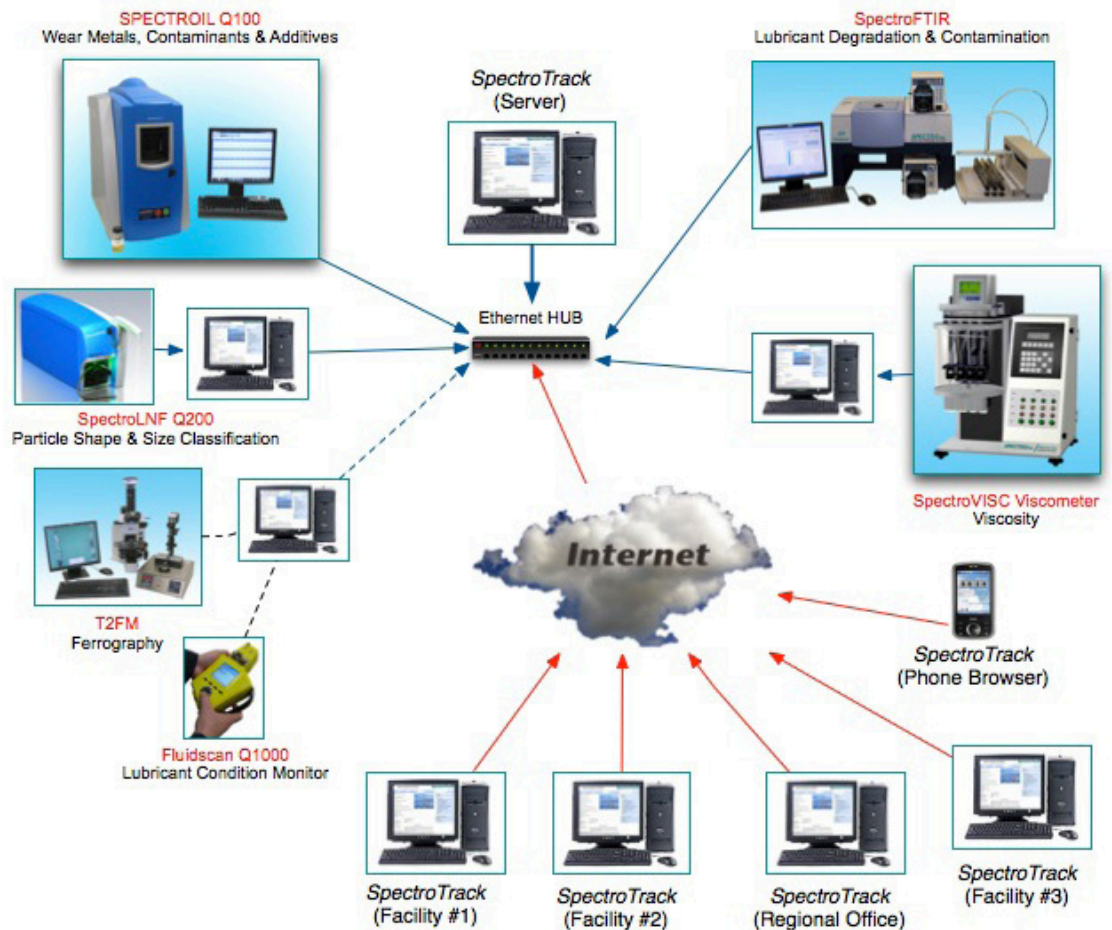 SPECTROIL Q100
Wear Metals, Contaminants & Additives
SpectroTrack
(Server)
SpectroFTIR
Lubricant Degradation & Contamination
Ethernet HUB
SpectroLNF Q200
Particle Shape & Size Classification
SpectroVISC Viscometer
Viscosity
T2FM
Ferrography
Internet
Fluidscan Q1000
Lubricant Condition Monitor
SpectroTrack
(Phone Browser)
SpectroTrack
(Facility #1)
SpectroTrack
(Facility #2)
SpectroTrack
(Regional Office)
SpectroTrack
(Facility #3)